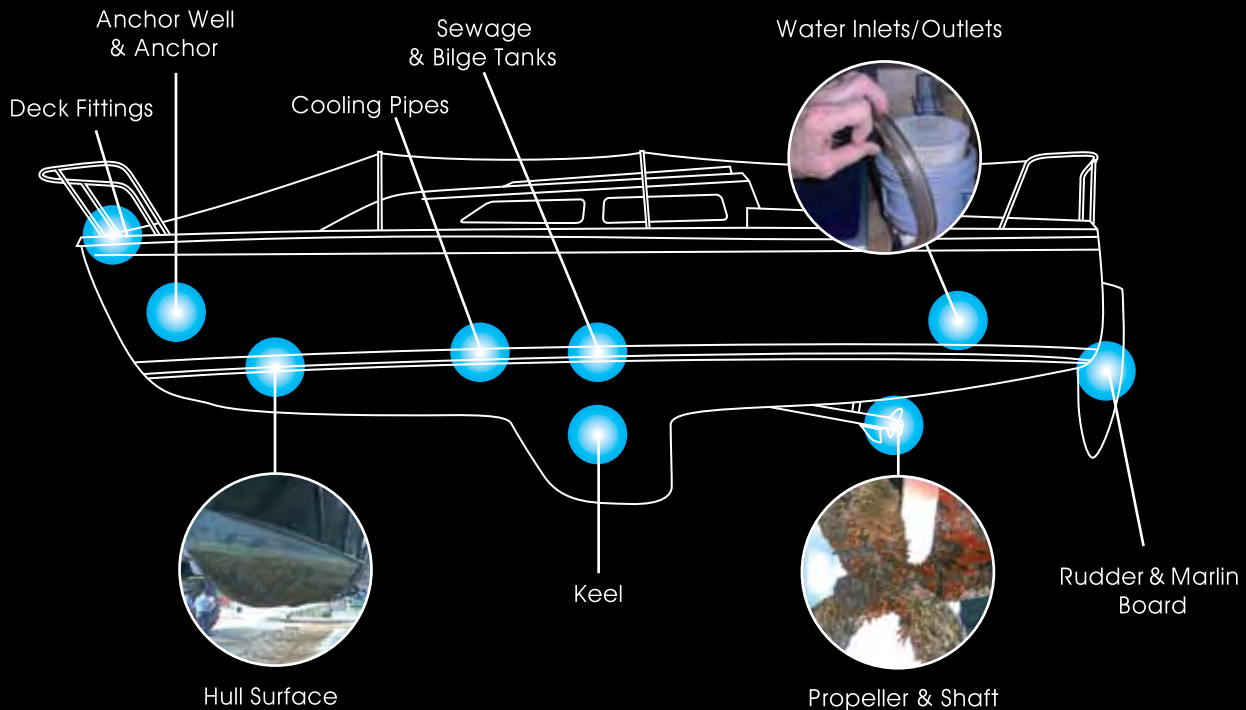 Anchor Well
& Anchor
Sewage
& Bilge Tanks
Water Inlets/Outlets
Deck Fittings
Cooling Pipes
Keel
Rudder & Marlin
Board
Hull Surface
Propeller & Shaft